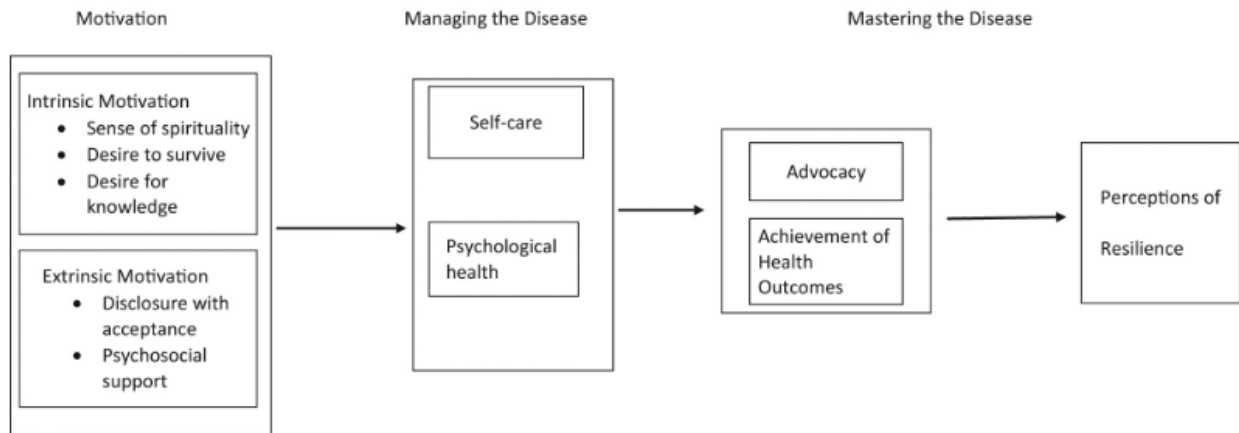 Motivation
Managing the Disease
Mastering the Disease
Intrinsic Motivation
• Sense of spirituality
• Desire to survive
• Desire for
knowledge
Extrinsic Motivation
• Disclosure with
acceptance
• Psychosocial
support
Self-care
Psychological
health
Advocacy
Achievement of
Health
Outcomes
Perceptions of
Resilience